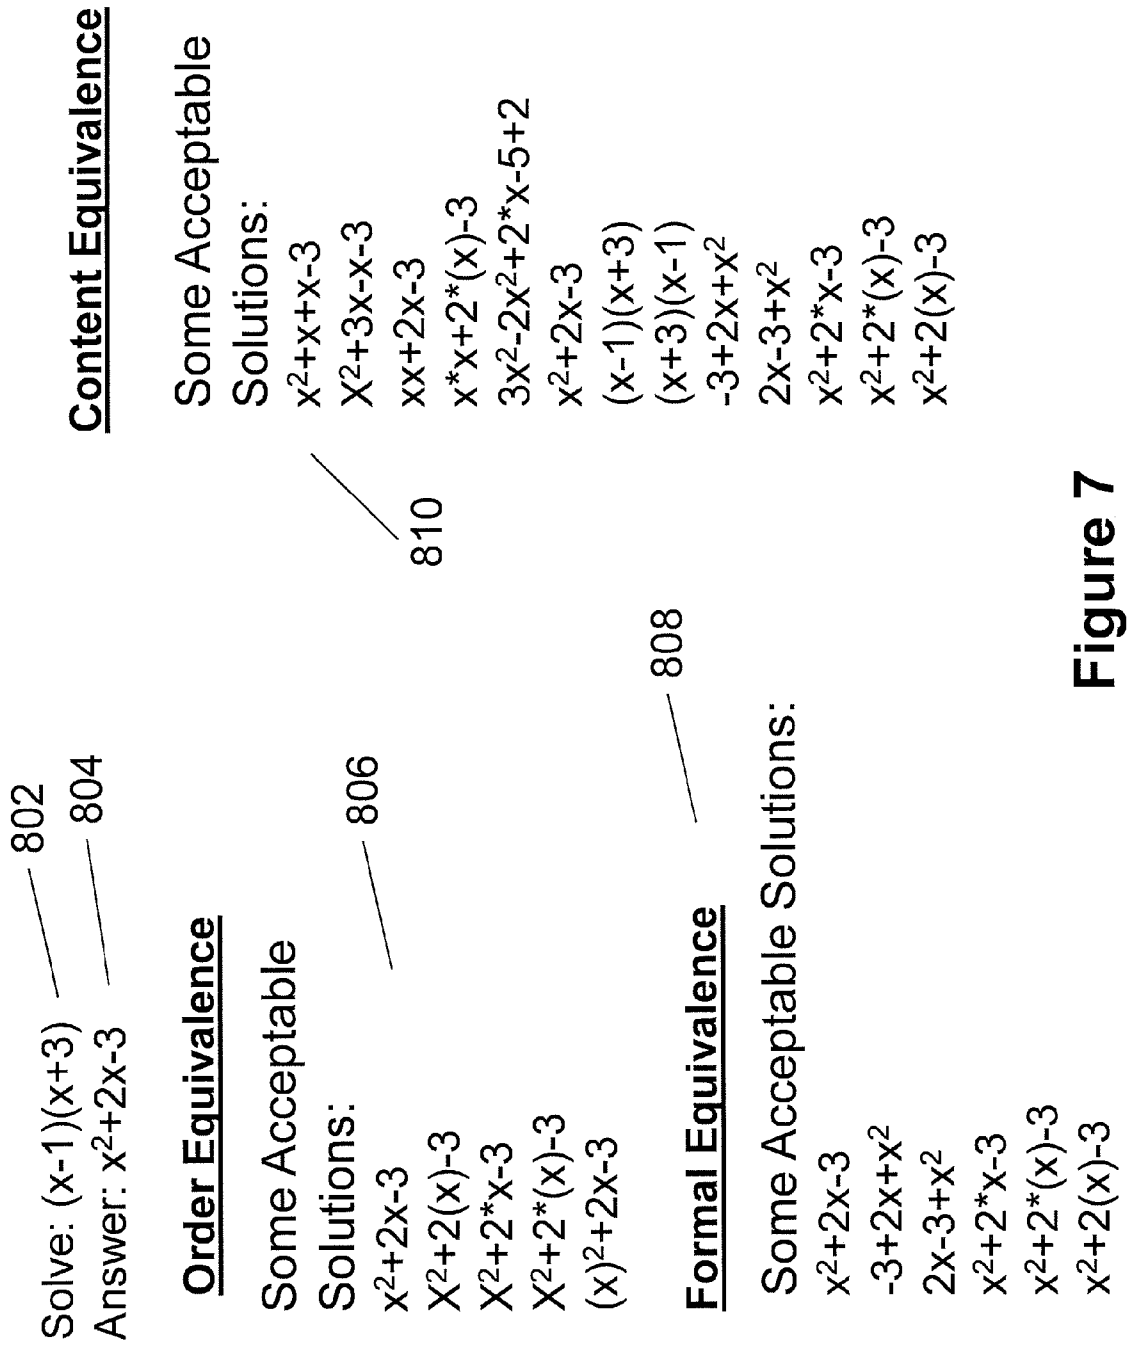 Solve: (x-1)(x+3)
802
Answer: x²+2x-3
804
Order Equivalence
Some Acceptable
Solutions:
806
x²+2x-3
X²+2(x)-3
X²+2*x-3
X²+2*(x)-3
(x)²+2x-3
Formal Equivalence
808
Some Acceptable Solutions:
x²+2x-3
-3+2x+x²
2x-3+x²
x²+2*x-3
x²+2*(x)-3
x²+2(x)-3
Content Equivalence
Some Acceptable
Solutions:
810
x²+x+x-3
X²+3x-x-3
xx+2x-3
x*x+2*(x)-3
3x²-2x²+2*x-5+2
x²+2x-3
(x-1)(x+3)
(x+3)(x-1)
-3+2x+x²
2x-3+x²
x²+2*x-3
x²+2*(x)-3
x²+2(x)-3
Figure 7